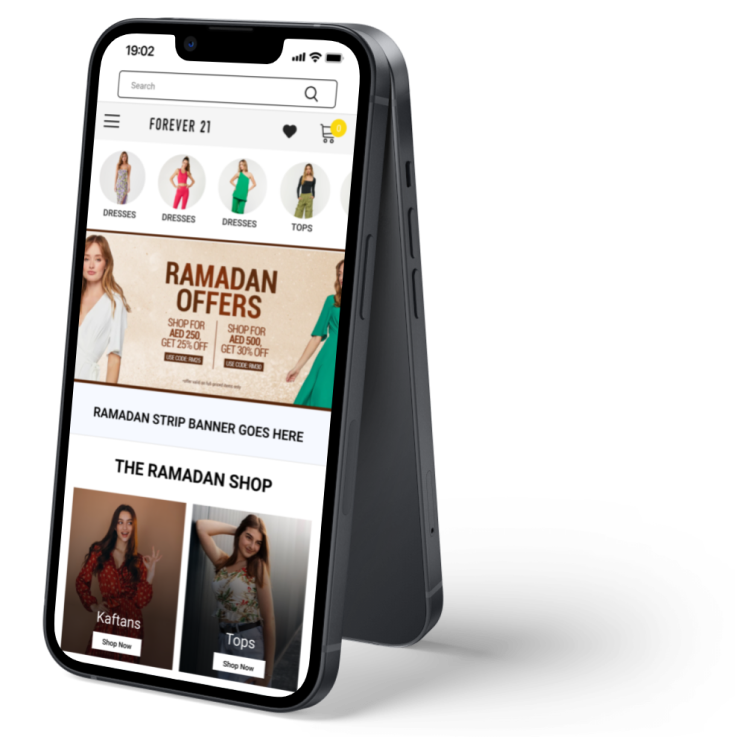 19:02
Search
FOREVER 21
0
DRESSES
DRESSES
DRESSES
TOPS
RAMADAN
OFFERS
SHOP FOR
AED 250,
GET 25% OFF
USE CODE: RM25
SHOP FOR
AED 500,
GET 30% OFF
USE CODE: RM30
RAMADAN STRIP BANNER GOES HERE
THE RAMADAN SHOP
Kaftans
Shop Now
Tops
Shop Now